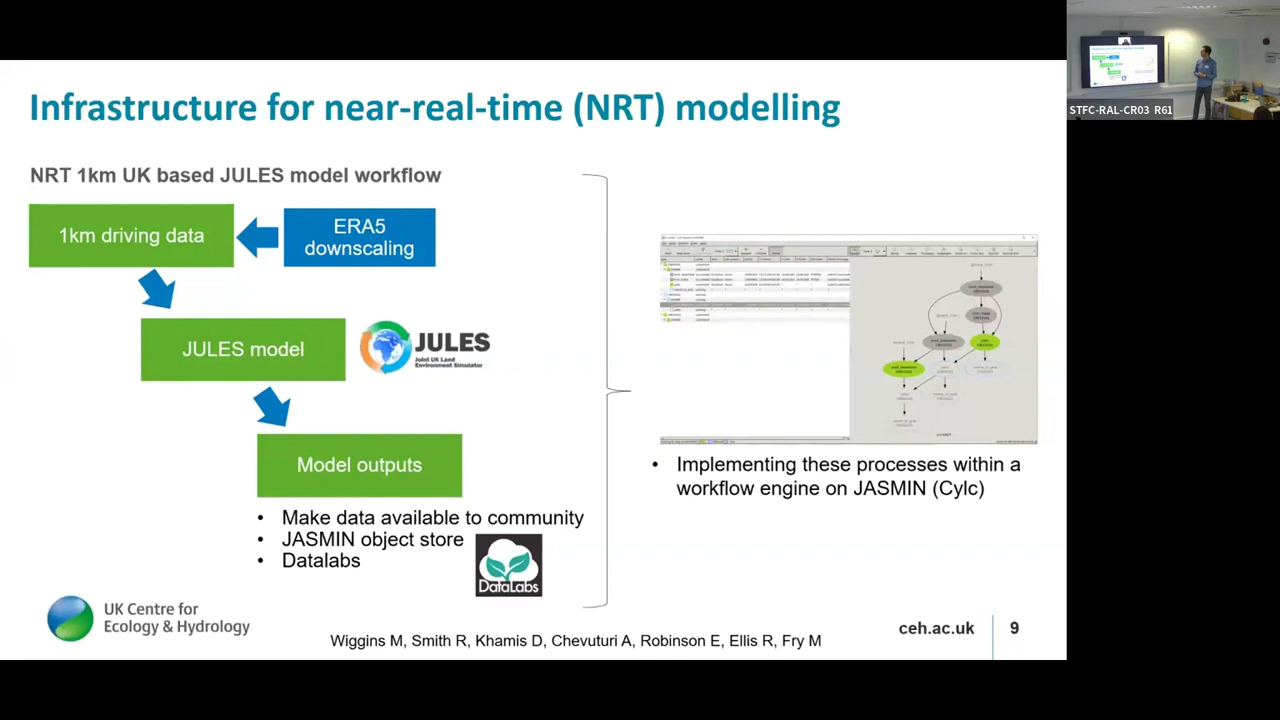 Infrastructure for near-real-time (NRT) modelling
STFC-RAL-CR03 R61
NRT 1km UK based JULES model workflow
1km driving data
ERA5
downscaling
JULES model
JULES
Joint UK Land
Environment Simulator
Model outputs
• Make data available to community
• JASMIN object store
• Datalabs
DataLabs
• Implementing these processes within a
workflow engine on JASMIN (Cylc)
UK Centre for
Ecology & Hydrology
Wiggins M, Smith R, Khamis D, Chevuturi A, Robinson E, Ellis R, Fry M
ceh.ac.uk
9